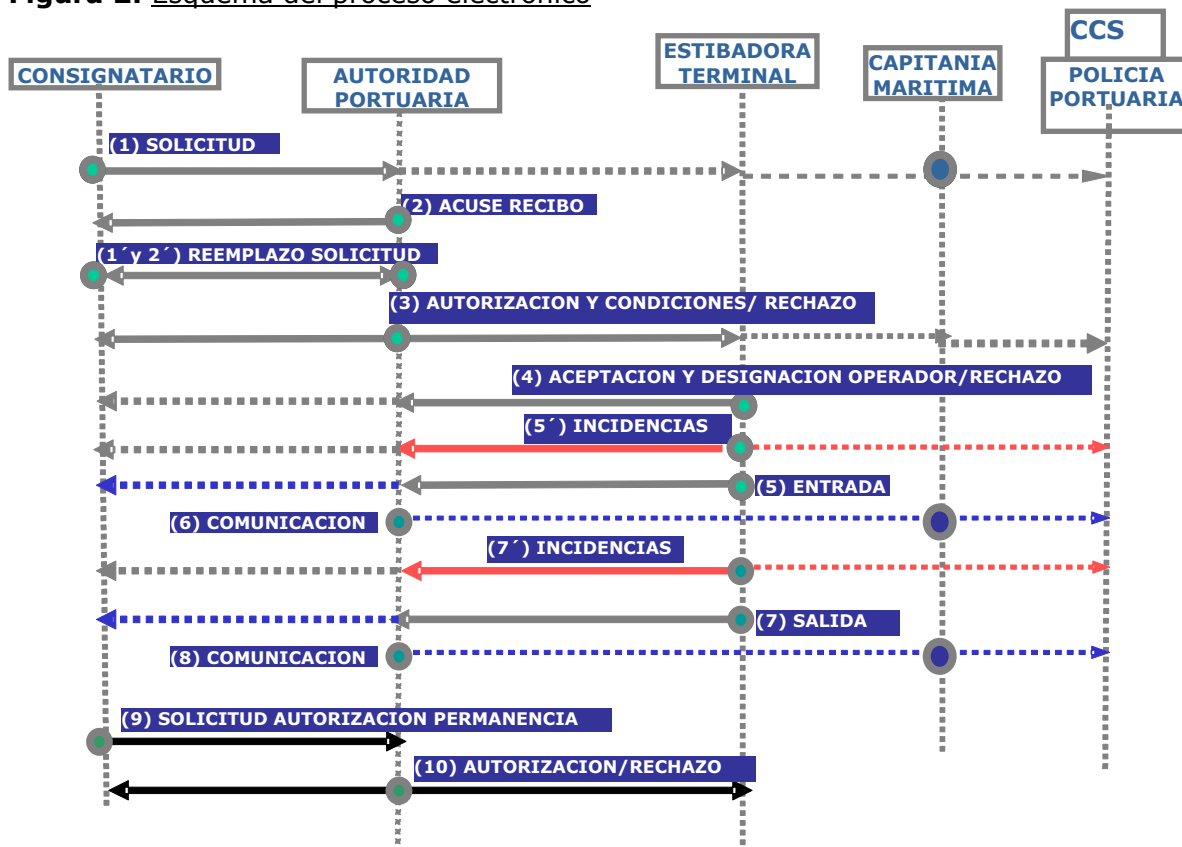 Figura 2. Esquema del proceso electrónico
CCS
CONSIGNATARIO
AUTORIDAD
PORTUARIA
ESTIBADORA
TERMINAL
CAPITANIA
MARITIMA
POLICIA
PORTUARIA
(1) SOLICITUD
(2) ACUSE RECIBO
(1´y 2´) REEMPLAZO SOLICITUD
(3) AUTORIZACION Y CONDICIONES/ RECHAZO
(4) ACEPTACION Y DESIGNACION OPERADOR/RECHAZO
(5´) INCIDENCIAS
(5) ENTRADA
(6) COMUNICACION
(7´) INCIDENCIAS
(7) SALIDA
(8) COMUNICACION
(9) SOLICITUD AUTORIZACION PERMANENCIA
(10) AUTORIZACION/RECHAZO